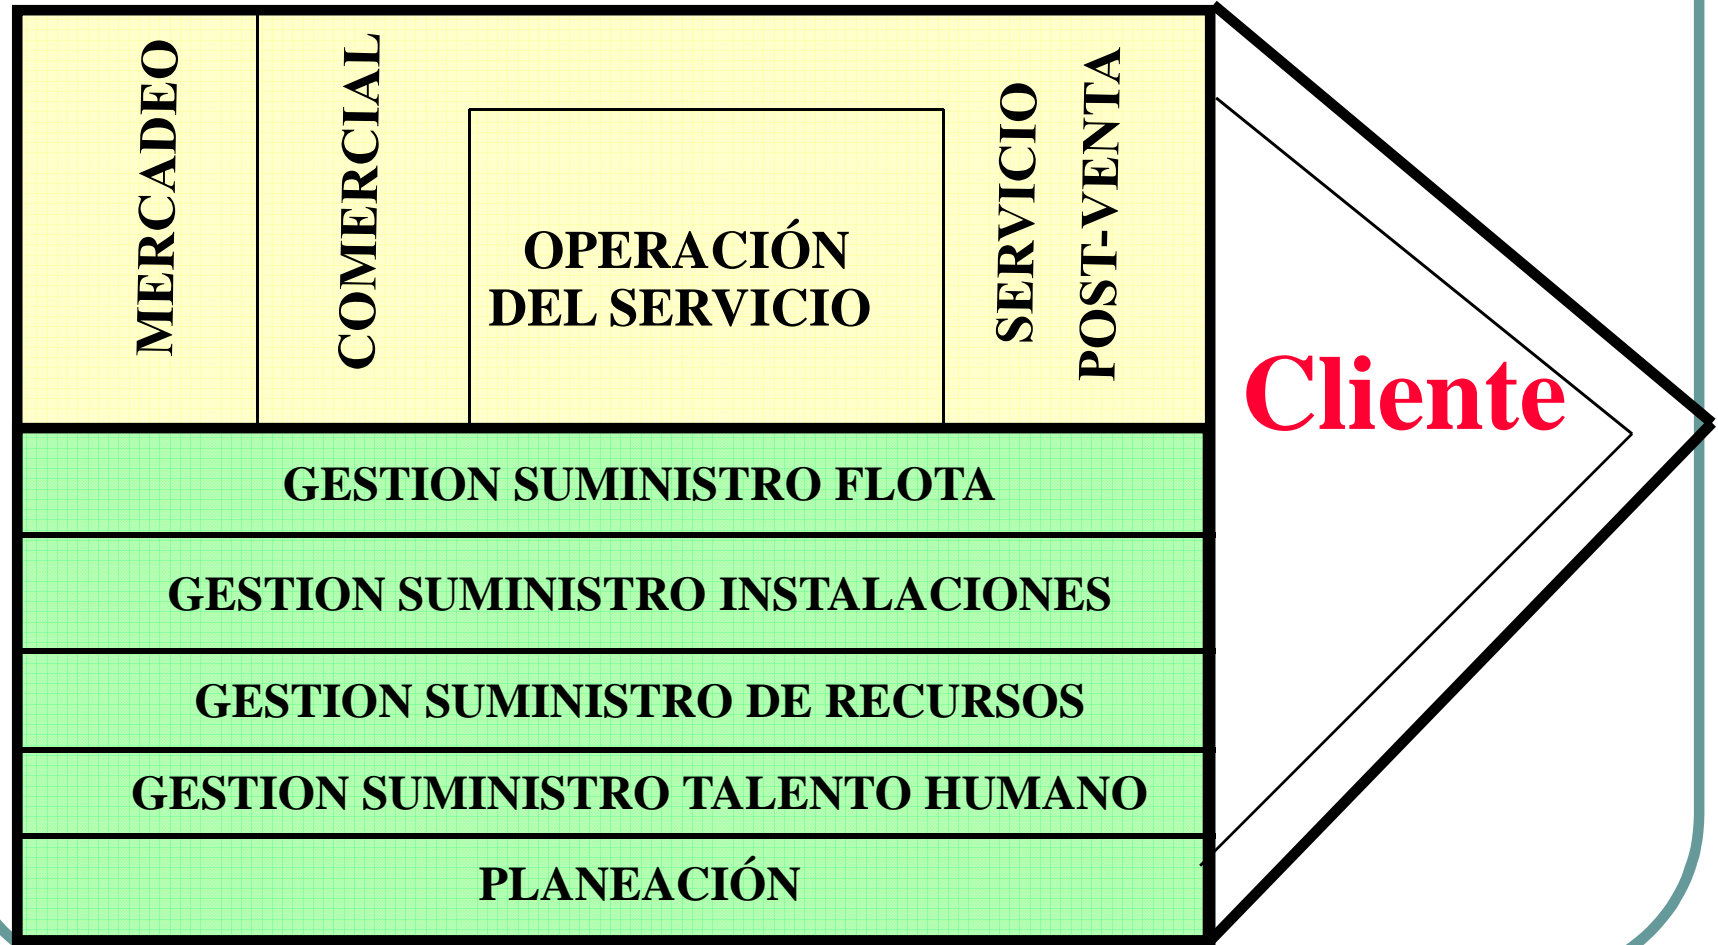 MERCADEO
COMERCIAL
OPERACIÓN
DEL SERVICIO
SERVICIO
POST-VENTA
Cliente
GESTION SUMINISTRO FLOTA
GESTION SUMINISTRO INSTALACIONES
GESTION SUMINISTRO DE RECURSOS
GESTION SUMINISTRO TALENTO HUMANO
PLANEACIÓN